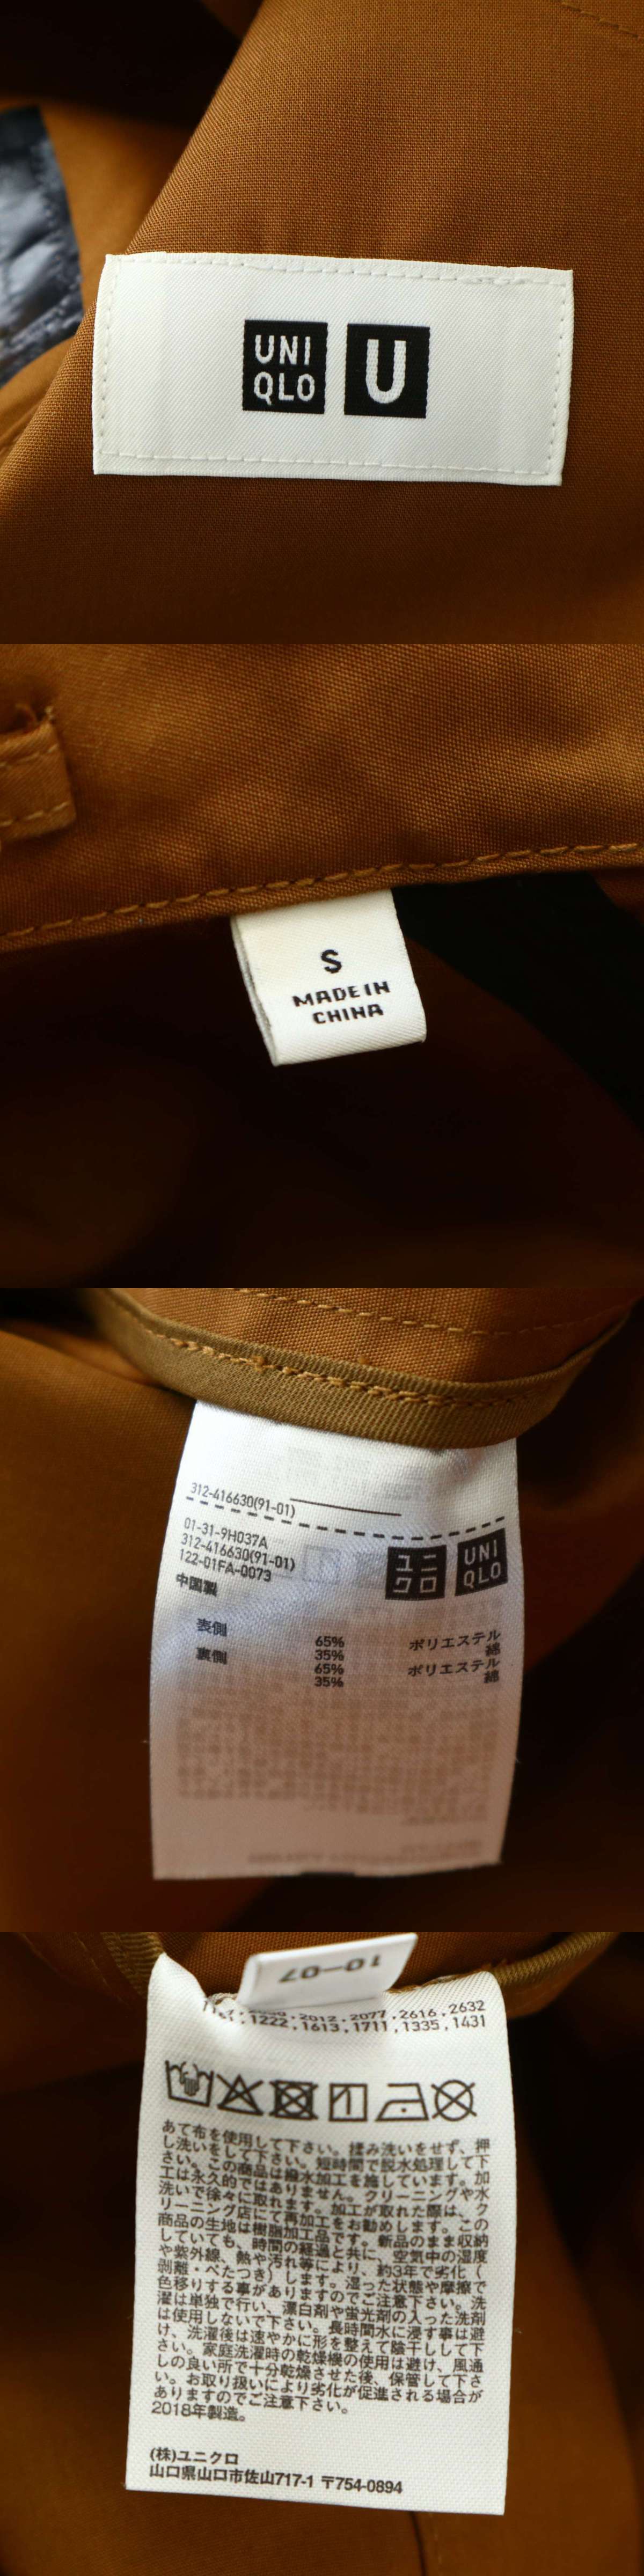 UNI
QLO
U
S
MADE IN
CHINA
312-416630(91-01)
01-31-9H037A
312-416630(91-01)
122-01FA-0073
中国製
ユニ
クロ
UNI
QLO
表側 65% ポリエステル
35% 綿
裏側 65% ポリエステル
35% 綿
10-07
2012,2077,2616,2632
1222,1613,1711,1335,1431
あて布を使用して下さい。揉み洗いをせず、押
し洗いをして下さい。短時間で脱水処理して下
さい。この商品は撥水加工を施しています。加
工は永久的ではありません。クリーニングや水
洗いで徐々に取れます。加工が取れた際は、ク
リーニング店にて再加工をお勧めします。この
商品の生地は樹脂加工品です。新品のまま収納
していても、時間の経過と共に、空気中の湿度
や紫外線、熱や汚れ等により、約3年で劣化(
剥離・べたつき)します。湿った状態や摩擦で
色移りする事がありますのでご注意下さい。洗
濯は単独で行い、漂白剤や蛍光剤の入った洗剤
は使用しないで下さい。長時間水に浸す事は避
け、洗濯後は速やかに形を整えて陰干しして下
さい。家庭洗濯時の乾燥機の使用は避け、風通
しの良い所で十分乾燥させた後、保管して下さ
い。お取り扱いにより劣化が促進される場合が
ありますのでご注意下さい。
2018年製造。
(株)ユニクロ
山口県山口市佐山717-1 〒754-0894